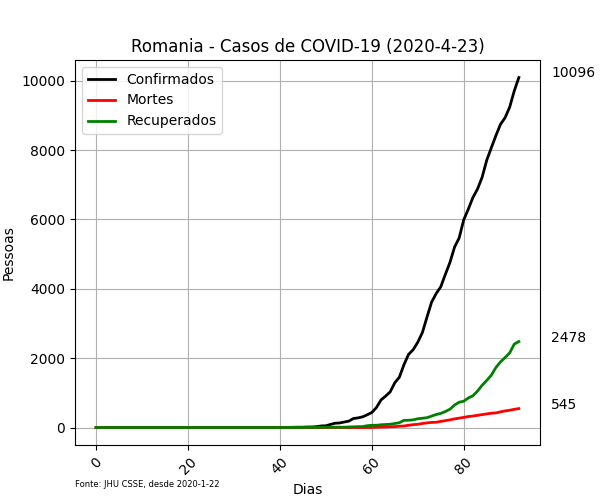 Romania - Casos de COVID-19 (2020-4-23)
Confirmados
Mortes
Recuperados
10096
2478
545
Pessoas
10000
8000
6000
4000
2000
0
0
20
40
60
80
Dias
Fonte: JHU CSSE, desde 2020-1-22